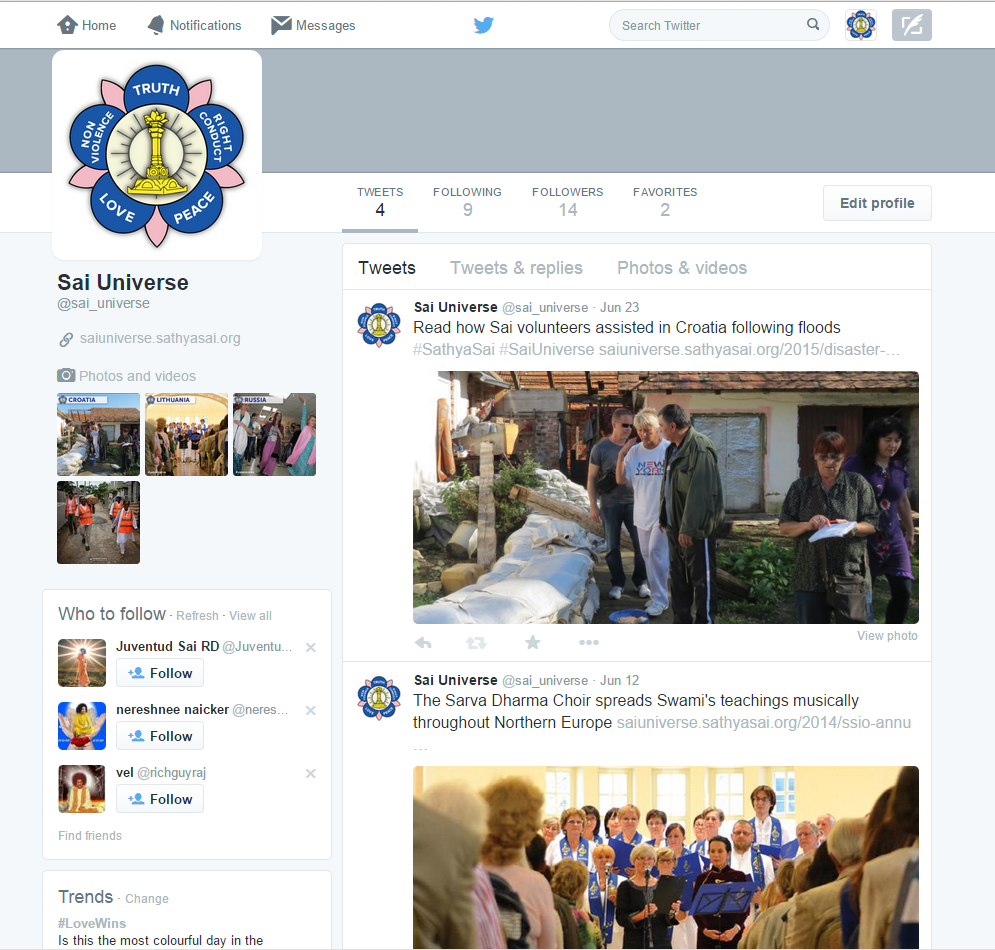 Home
Notifications
Messages
Search Twitter
TRUTH
NON VIOLENCE
RIGHT CONDUCT
LOVE
PEACE
TWEETS
4
FOLLOWING
9
FOLLOWERS
14
FAVORITES
2
Edit profile
Sai Universe
@sai_universe
saiuniverse.sathyasai.org
Photos and videos
CROATIA
LITHUANIA
RUSSIA
Who to follow · Refresh · View all
Juventud Sai RD @Juventu...
Follow
nereshnee naicker @neres...
Follow
vel @richguyraj
Follow
Find friends
Trends · Change
#LoveWins
Is this the most colourful day in the
Tweets
Tweets & replies
Photos & videos
Sai Universe @sai_universe · Jun 23
Read how Sai volunteers assisted in Croatia following floods
#SathyaSai #SaiUniverse saiuniverse.sathyasai.org/2015/disaster-…
NEW YORK
View photo
Sai Universe @sai_universe · Jun 12
The Sarva Dharma Choir spreads Swami's teachings musically
throughout Northern Europe saiuniverse.sathyasai.org/2014/ssio-annu
…